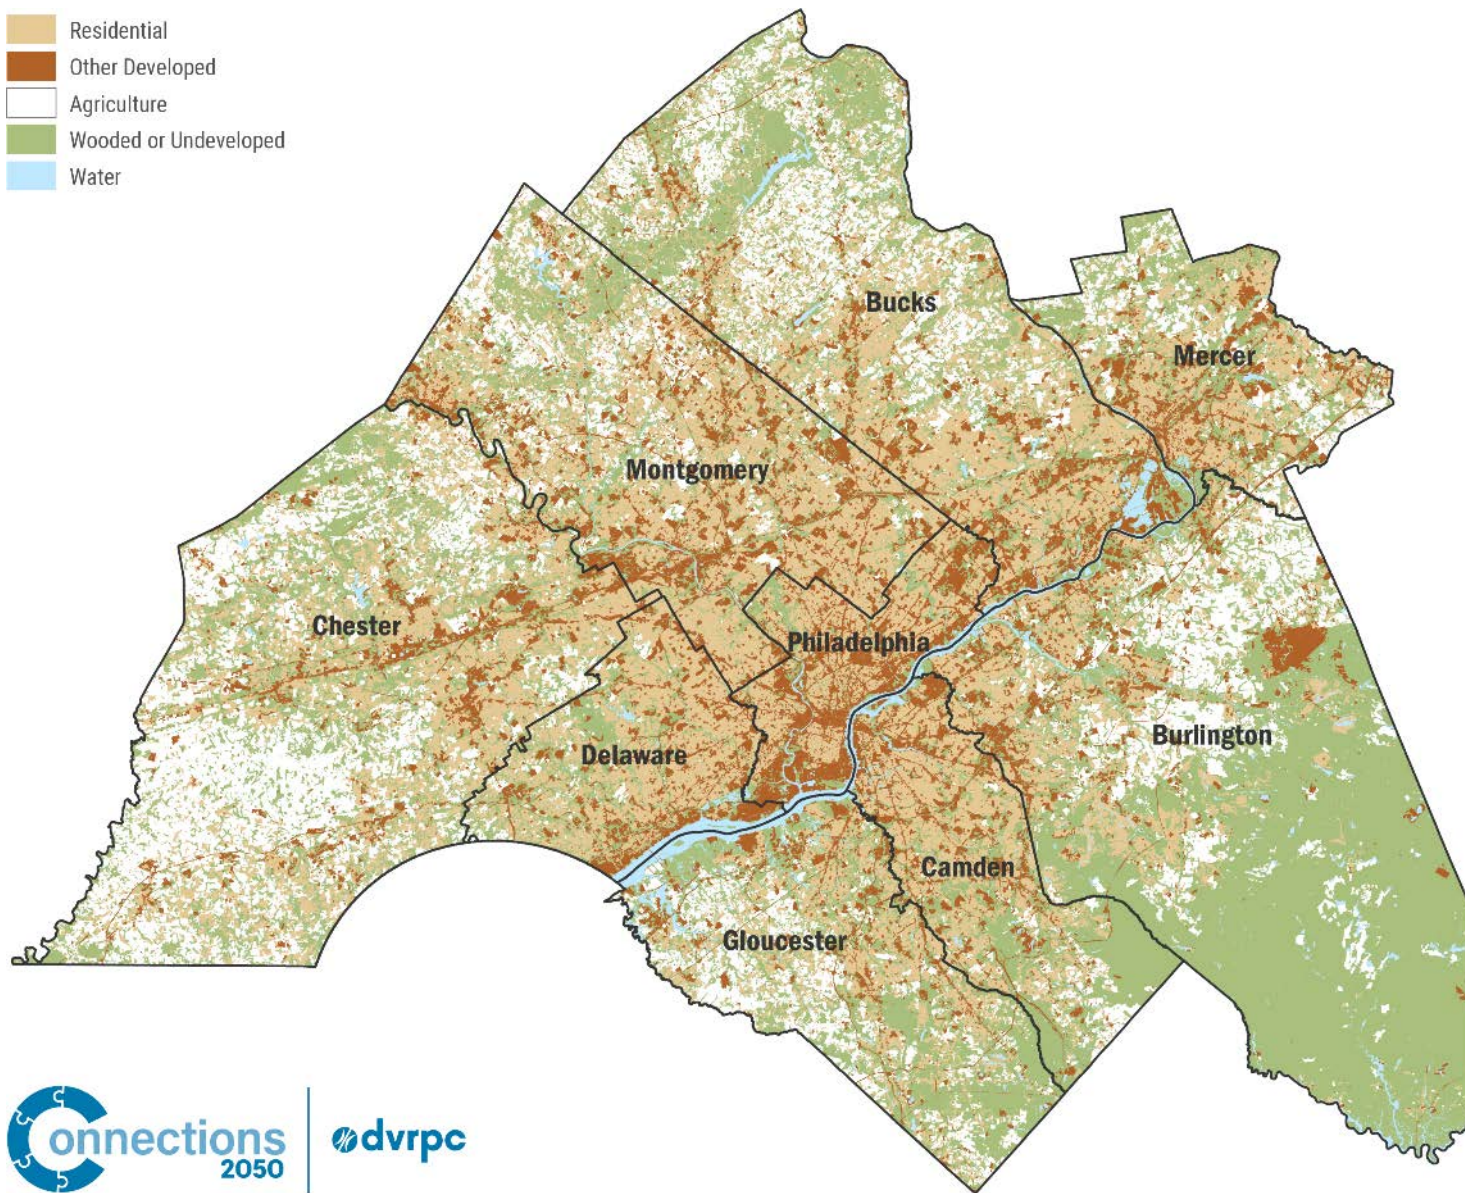 Residential
Other Developed
Agriculture
Wooded or Undeveloped
Water
Bucks
Mercer
Montgomery
Chester
Philadelphia
Burlington
Delaware
Camden
Gloucester
Connections
2050
dvrpc